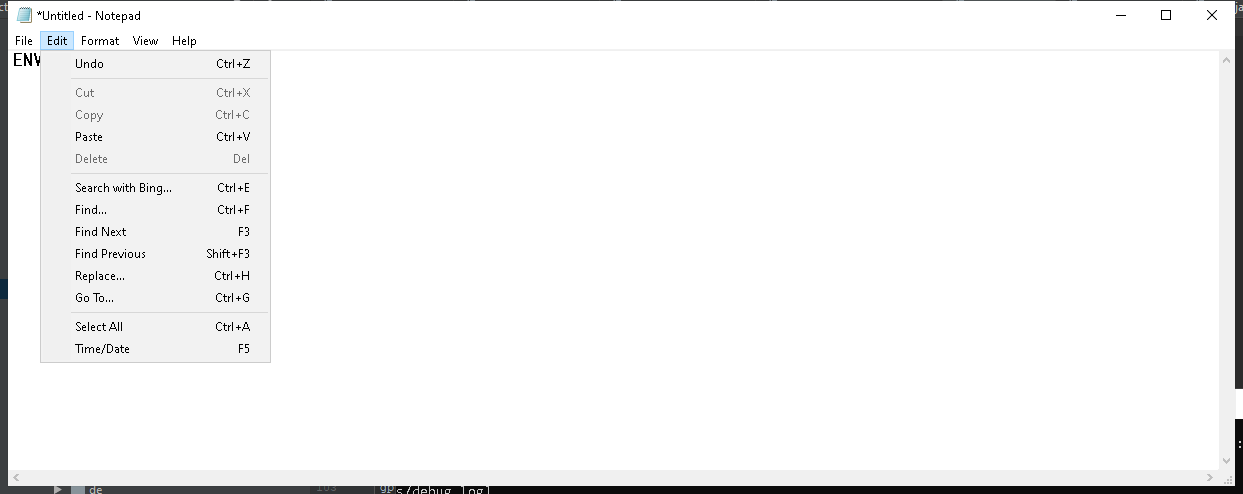 *Untitled - Notepad
File Edit Format View Help
Undo Ctrl+Z
Cut Ctrl+X
Copy Ctrl+C
Paste Ctrl+V
Delete Del
Search with Bing... Ctrl+E
Find... Ctrl+F
Find Next F3
Find Previous Shift+F3
Replace... Ctrl+H
Go To... Ctrl+G
Select All Ctrl+A
Time/Date F5
de
s/debug.log]